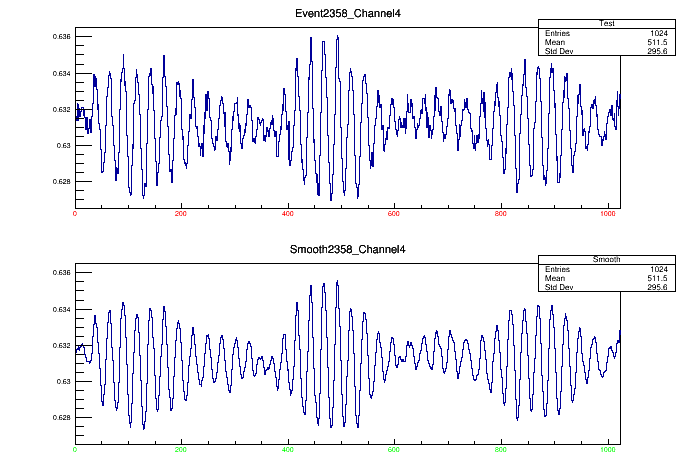 Event2358_Channel4
Test
Entries 1024
Mean 511.5
Std Dev 295.6
0.636
0.634
0.632
0.63
0.628
0 200 400 600 800 1000
Smooth2358_Channel4
Smooth
Entries 1024
Mean 511.5
Std Dev 295.6
0.636
0.634
0.632
0.63
0.628
0 200 400 600 800 1000